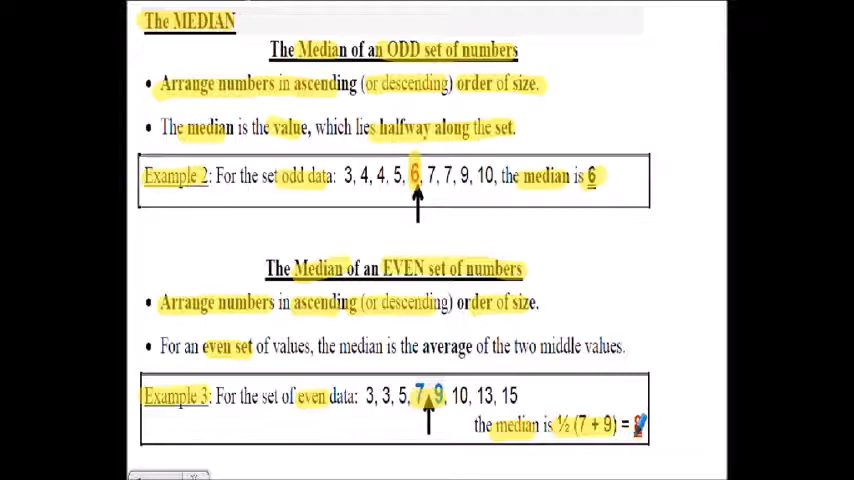 The MEDIAN
The Median of an ODD set of numbers
• Arrange numbers in ascending (or descending) order of size.
• The median is the value, which lies halfway along the set.
Example 2: For the set odd data: 3, 4, 4, 5, 6, 7, 7, 9, 10, the median is 6
The Median of an EVEN set of numbers
• Arrange numbers in ascending (or descending) order of size.
• For an even set of values, the median is the average of the two middle values.
Example 3: For the set of even data: 3, 3, 5, 7, 9, 10, 13, 15
the median is ½ (7 + 9) =